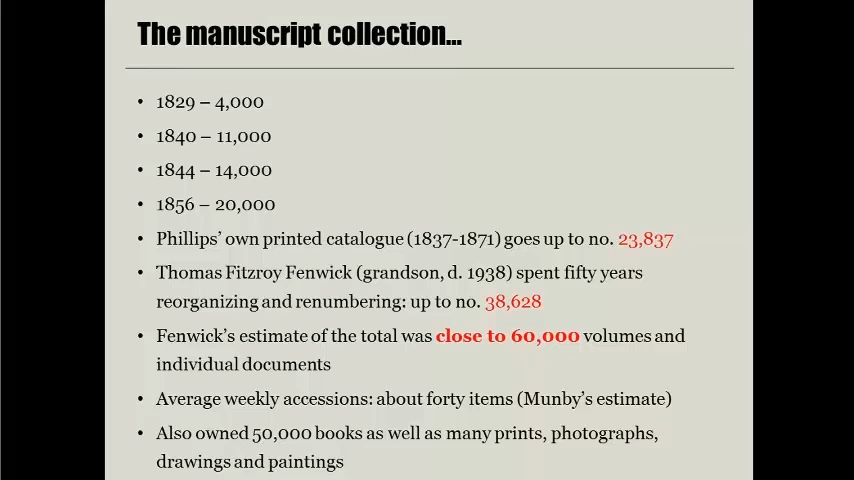 The manuscript collection...
• 1829 – 4,000
• 1840 – 11,000
• 1844 – 14,000
• 1856 – 20,000
• Phillips’ own printed catalogue (1837-1871) goes up to no. 23,837
• Thomas Fitzroy Fenwick (grandson, d. 1938) spent fifty years
reorganizing and renumbering: up to no. 38,628
• Fenwick’s estimate of the total was close to 60,000 volumes and
individual documents
• Average weekly accessions: about forty items (Munby’s estimate)
• Also owned 50,000 books as well as many prints, photographs,
drawings and paintings